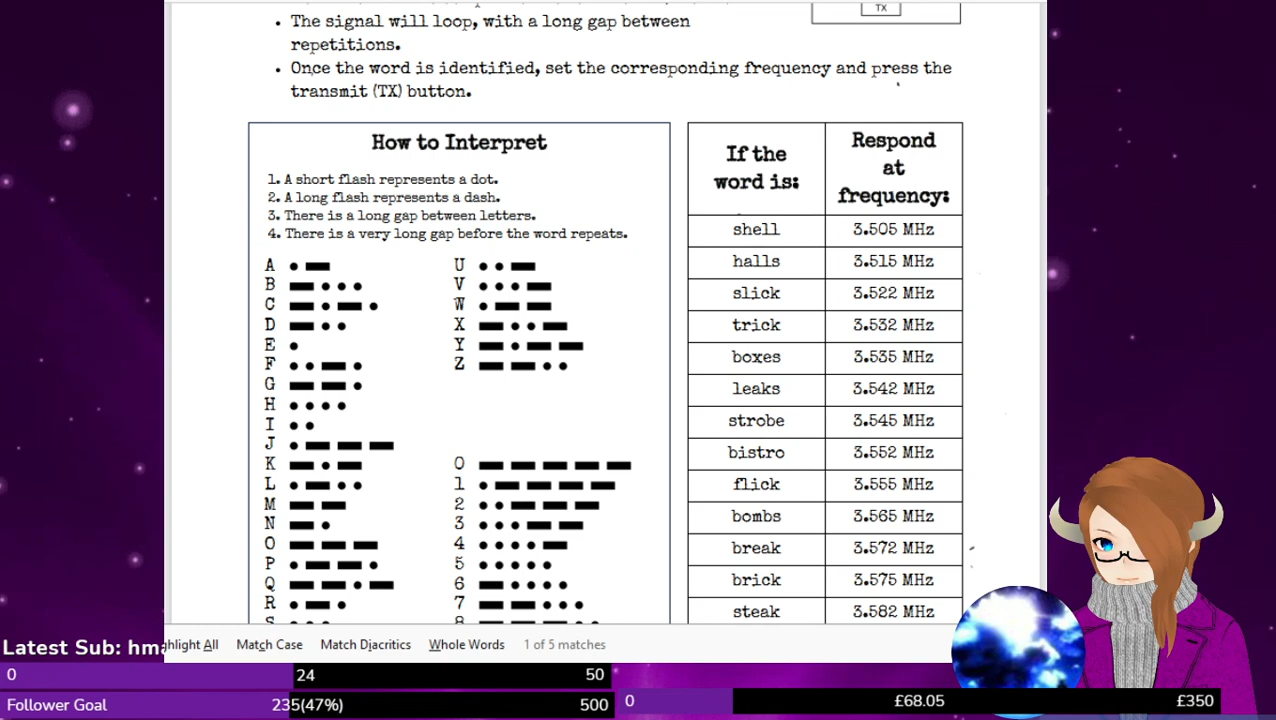 TX
• The signal will loop, with a long gap between
repetitions.
• Once the word is identified, set the corresponding frequency and press the
transmit (TX) button.
How to Interpret
1. A short flash represents a dot.
2. A long flash represents a dash.
3. There is a long gap between letters.
4. There is a very long gap before the word repeats.
A
B
C
D
E
F
G
H
I
J
K
L
M
N
O
P
Q
R
S
U
V
W
X
Y
Z
0
1
2
3
4
5
6
7
8
If the word is: Respond at frequency:
shell 3.505 MHz
halls 3.515 MHz
slick 3.522 MHz
trick 3.532 MHz
boxes 3.535 MHz
leaks 3.542 MHz
strobe 3.545 MHz
bistro 3.552 MHz
flick 3.555 MHz
bombs 3.565 MHz
break 3.572 MHz
brick 3.575 MHz
steak 3.582 MHz
hlight All Match Case Match Diacritics Whole Words 1 of 5 matches
Latest Sub: hma
0 24 50
Follower Goal 235(47%) 500
0 £68.05 £350